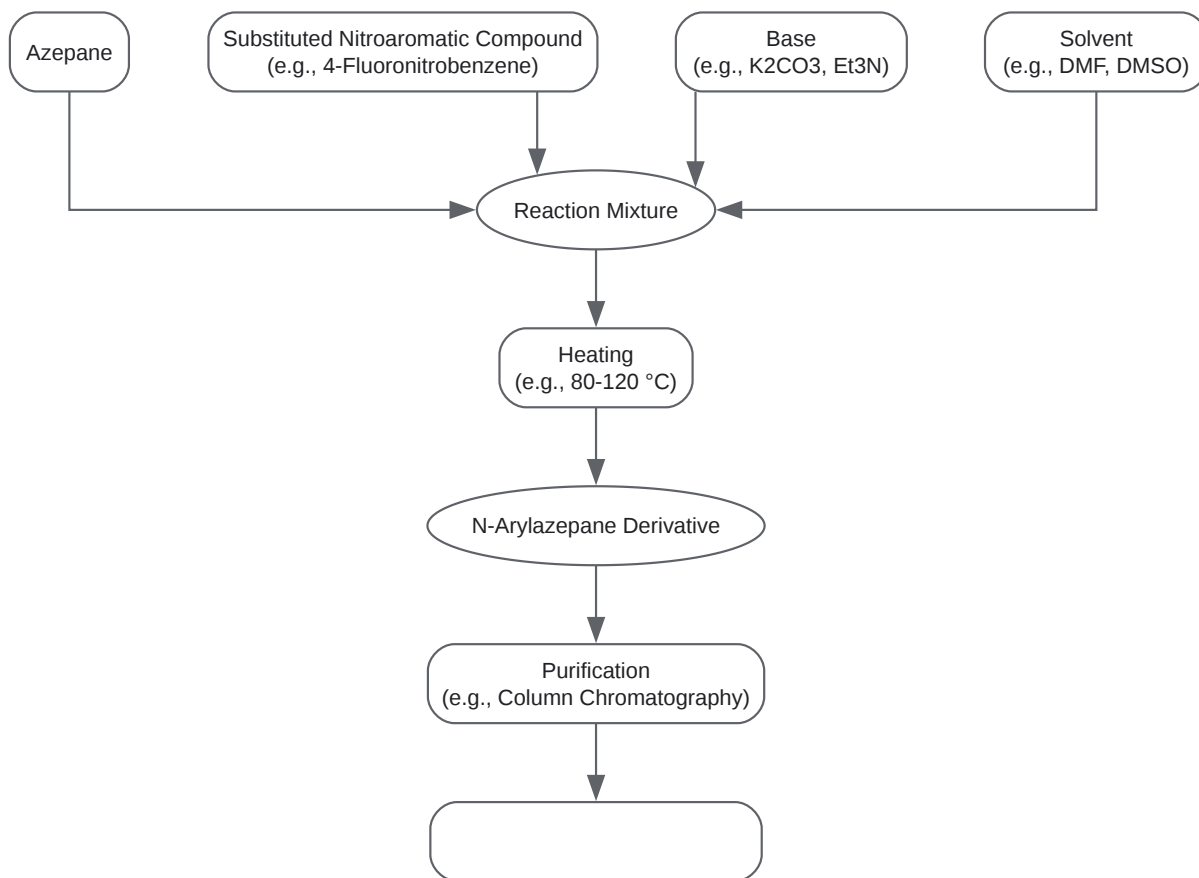 Azepane
Substituted Nitroaromatic Compound
(e.g., 4-Fluoronitrobenzene)
Base
(e.g., K2CO3, Et3N)
Solvent
(e.g., DMF, DMSO)
Reaction Mixture
Heating
(e.g., 80-120 °C)
N-Arylazepane Derivative
Purification
(e.g., Column Chromatography)